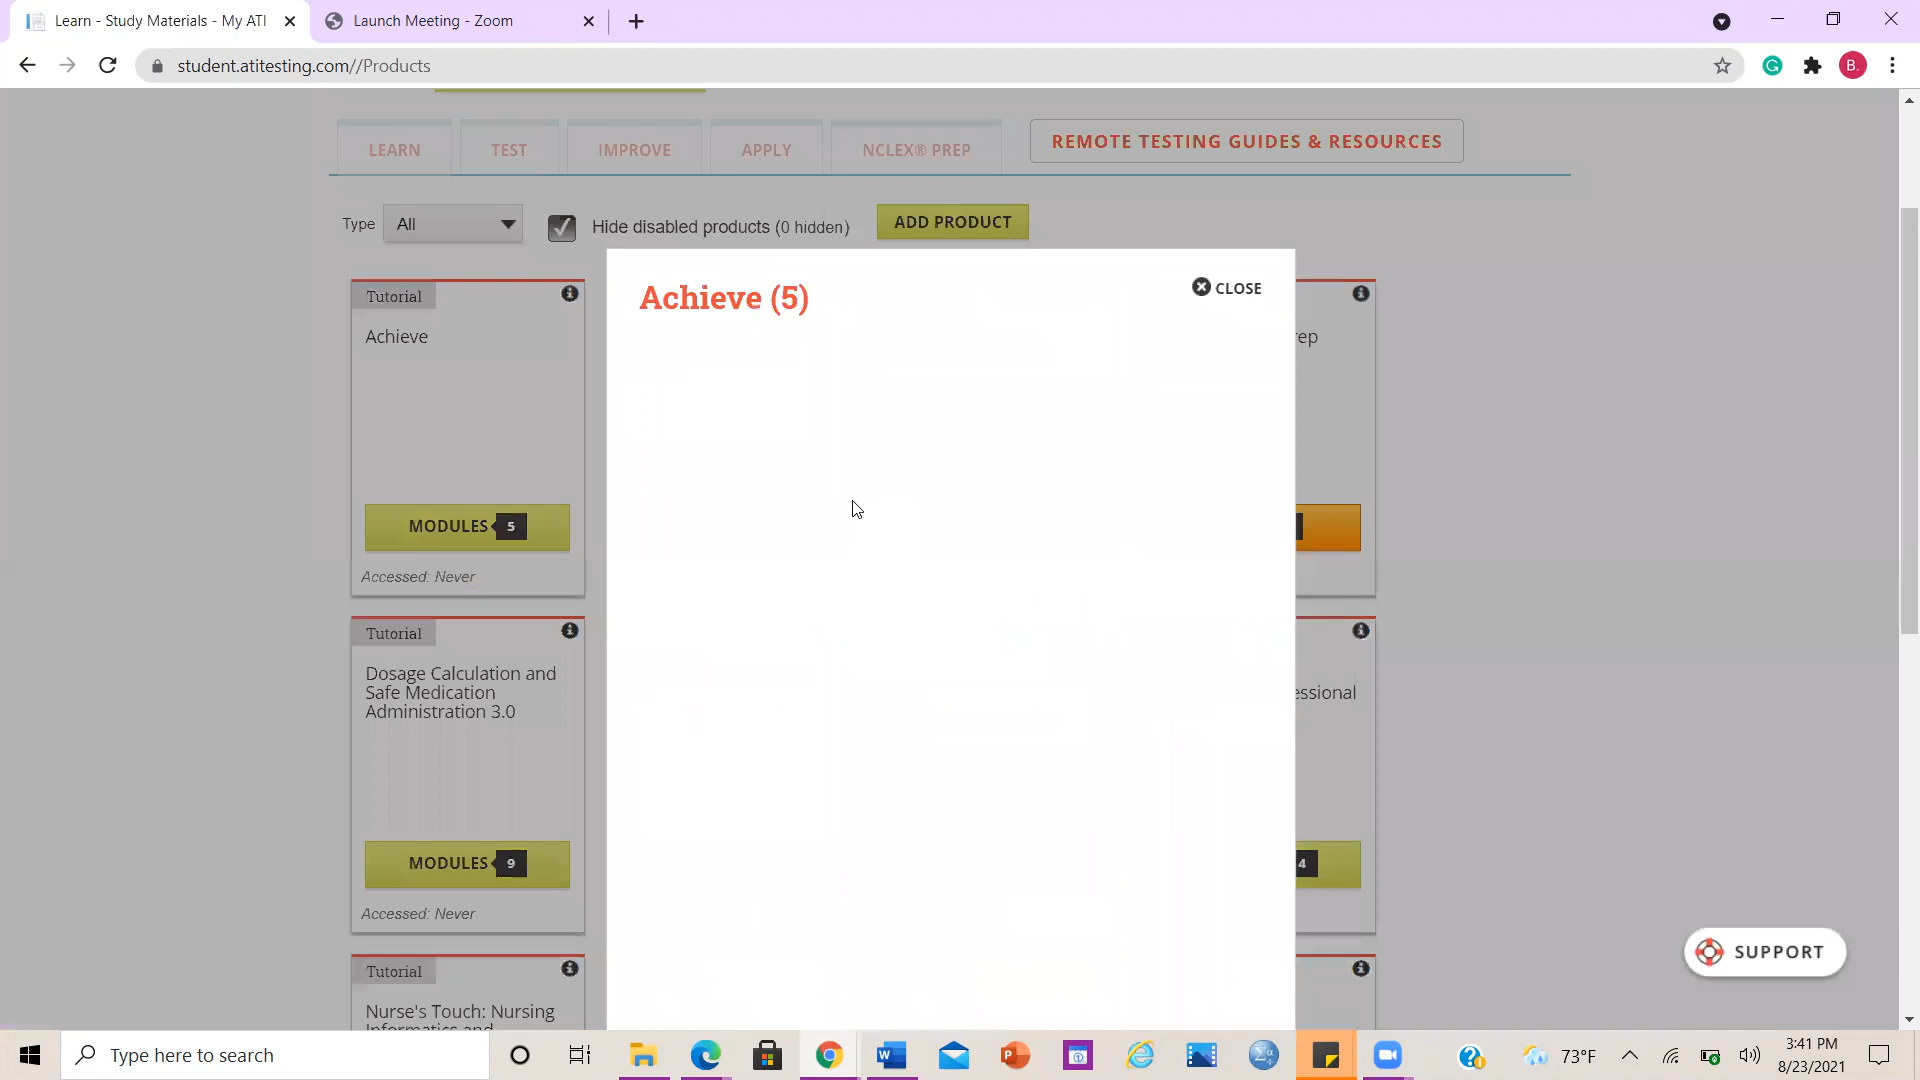 Learn - Study Materials - My ATI
Launch Meeting - Zoom
student.atitesting.com//Products
B.
LEARN
TEST
IMPROVE
APPLY
NCLEX® PREP
REMOTE TESTING GUIDES & RESOURCES
Type
All
Hide disabled products (0 hidden)
ADD PRODUCT
Achieve (5)
CLOSE
Tutorial
Achieve
MODULES 5
Accessed: Never
rep
Tutorial
Dosage Calculation and
Safe Medication
Administration 3.0
MODULES 9
Accessed: Never
essional
4
SUPPORT
Tutorial
Nurse's Touch: Nursing
Informatics and
Type here to search
73°F
3:41 PM
8/23/2021